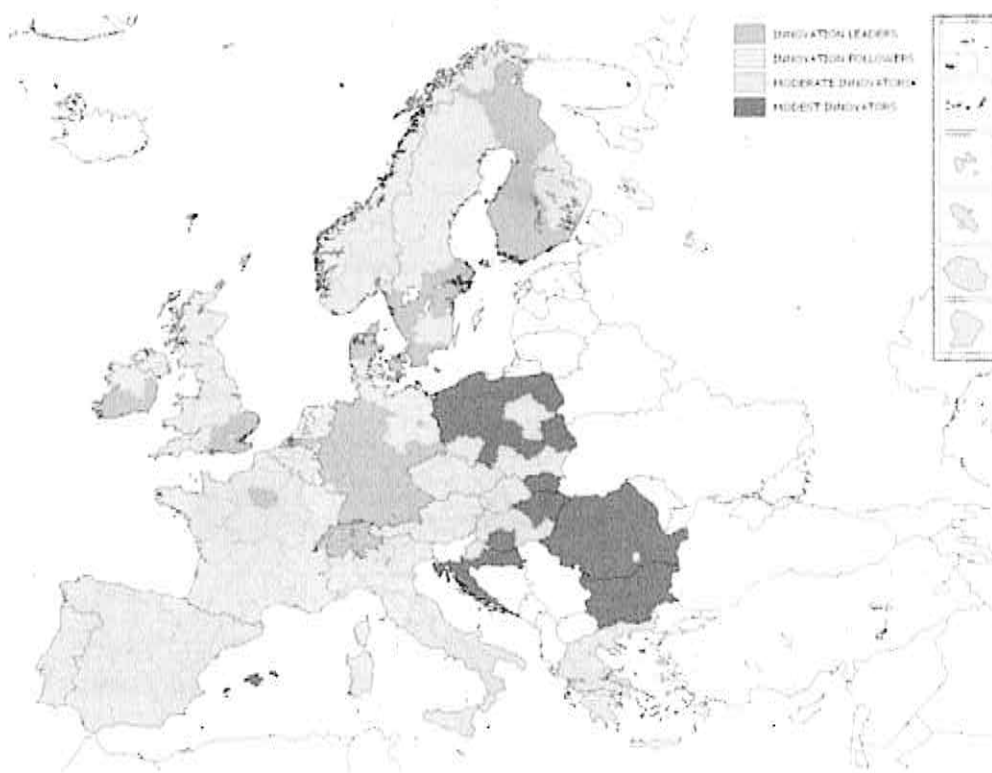 INNOVATION LEADERS
INNOVATION FOLLOWERS
MODERATE INNOVATORS
MODEST INNOVATORS